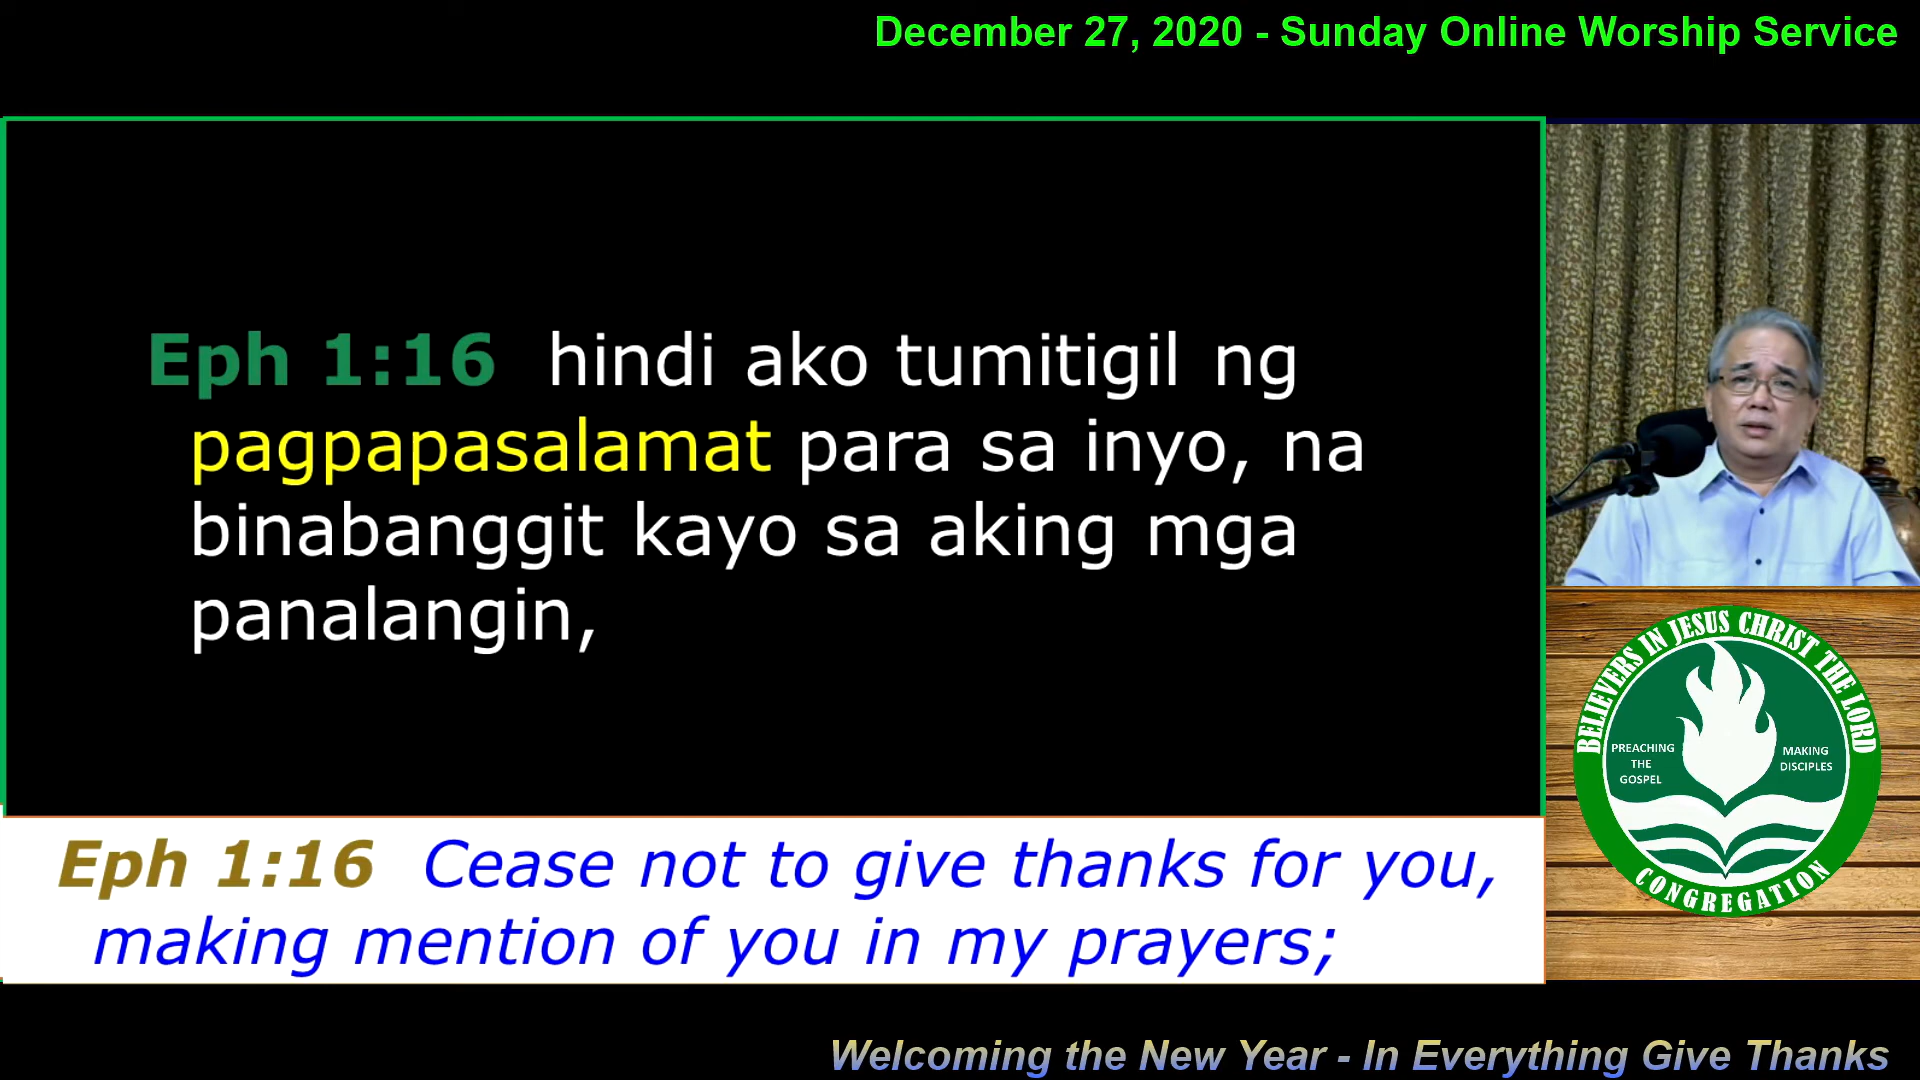 December 27, 2020 - Sunday Online Worship Service
Eph 1:16 hindi ako tumitigil ng
pagpapasalamat para sa inyo, na
binabanggit kayo sa aking mga
panalangin,
Eph 1:16 Cease not to give thanks for you,
making mention of you in my prayers;
BELIEVERS IN JESUS CHRIST THE LORD
PREACHING
THE
GOSPEL
MAKING
DISCIPLES
CONGREGATION
Welcoming the New Year - In Everything Give Thanks